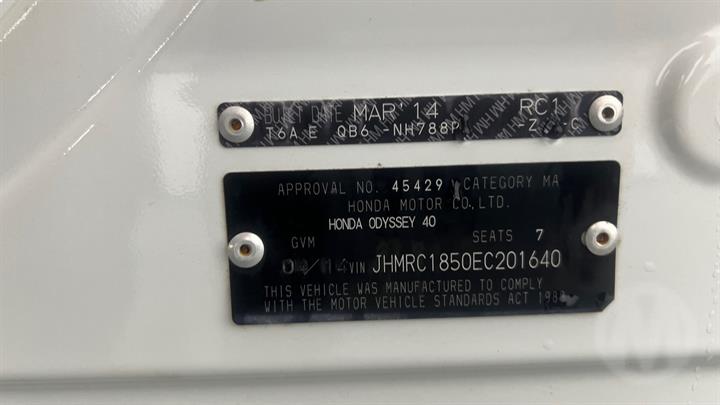 BUILT DATE MAR'14 RC1
T6A E QB6 -NH788P -Z C
APPROVAL NO. 45429 CATEGORY MA
HONDA MOTOR CO.,LTD.
HONDA ODYSSEY 40
GVM SEATS 7
VIN JHMRC1850EC201640
THIS VEHICLE WAS MANUFACTURED TO COMPLY
WITH THE MOTOR VEHICLE STANDARDS ACT